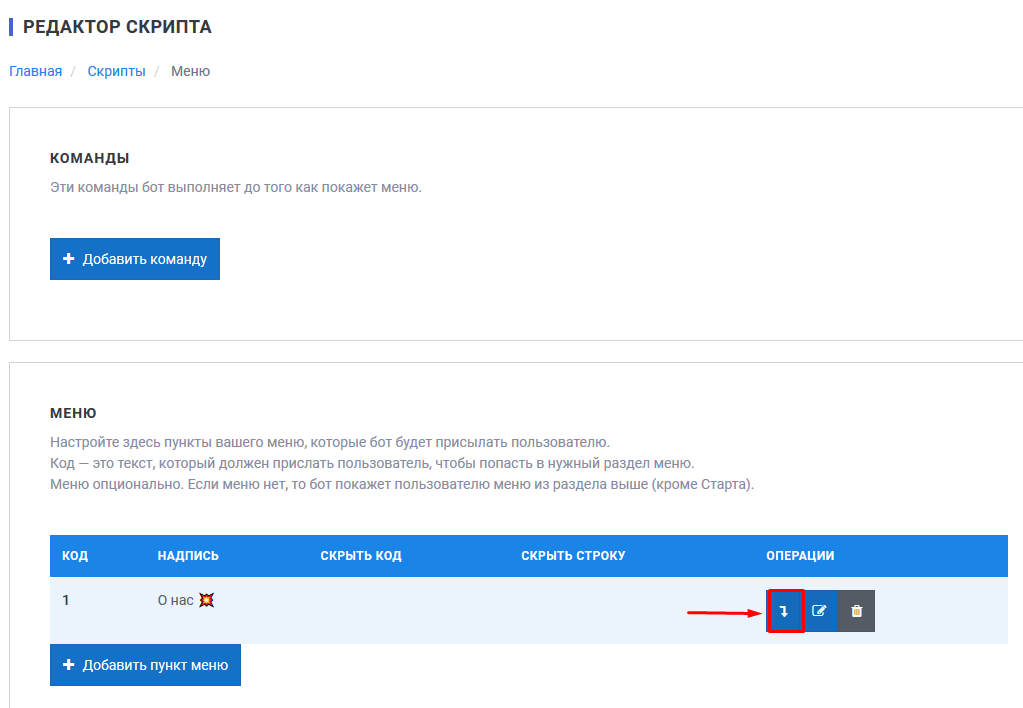 РЕДАКТОР СКРИПТА
Главная / Скрипты / Меню
КОМАНДЫ
Эти команды бот выполняет до того как покажет меню.
Добавить команду
МЕНЮ
Настройте здесь пункты вашего меню, которые бот будет присылать пользователю.
Код — это текст, который должен прислать пользователь, чтобы попасть в нужный раздел меню.
Меню опционально. Если меню нет, то бот покажет пользователю меню из раздела выше (кроме Старта).
КОД НАДПИСЬ СКРЫТЬ КОД СКРЫТЬ СТРОКУ ОПЕРАЦИИ
1 О нас 💥
Добавить пункт меню